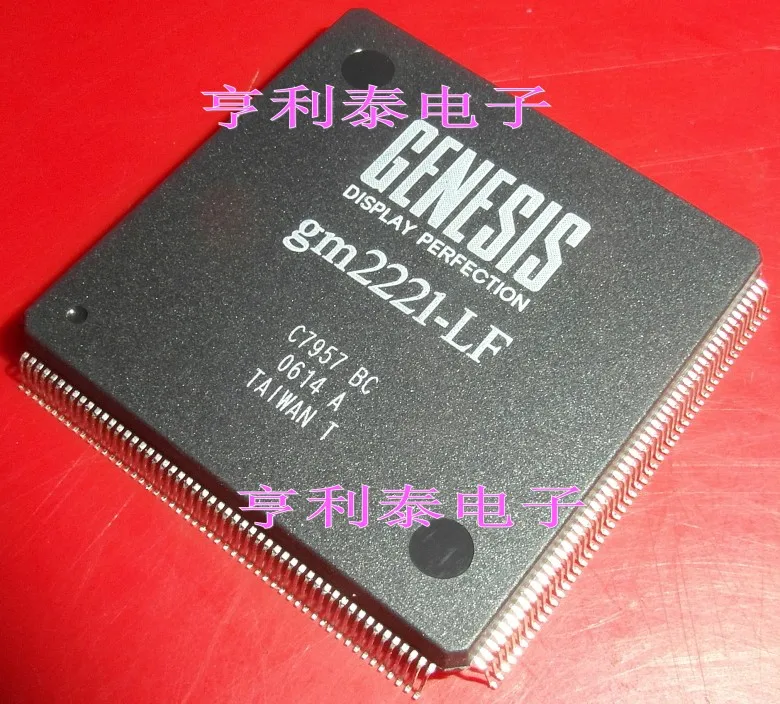 亨利泰电子
GENESIS
DISPLAY PERFECTION
gm2221-LF
C7957 BC
0614 A
TAIWAN T
亨利泰电子